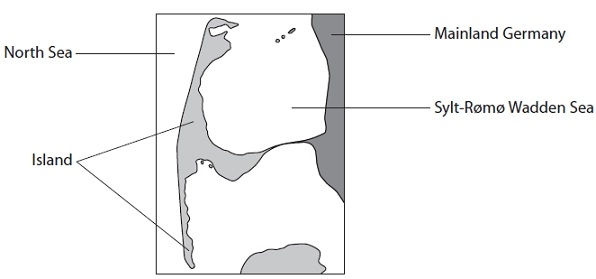 Mainland Germany
North Sea
Sylt-Rømø Wadden Sea
Island